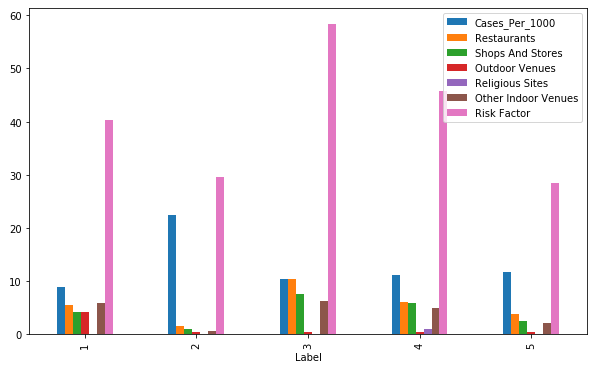 60
50
40
30
20
10
0
Cases_Per_1000
Restaurants
Shops And Stores
Outdoor Venues
Religious Sites
Other Indoor Venues
Risk Factor
1 2 3 4 5
Label